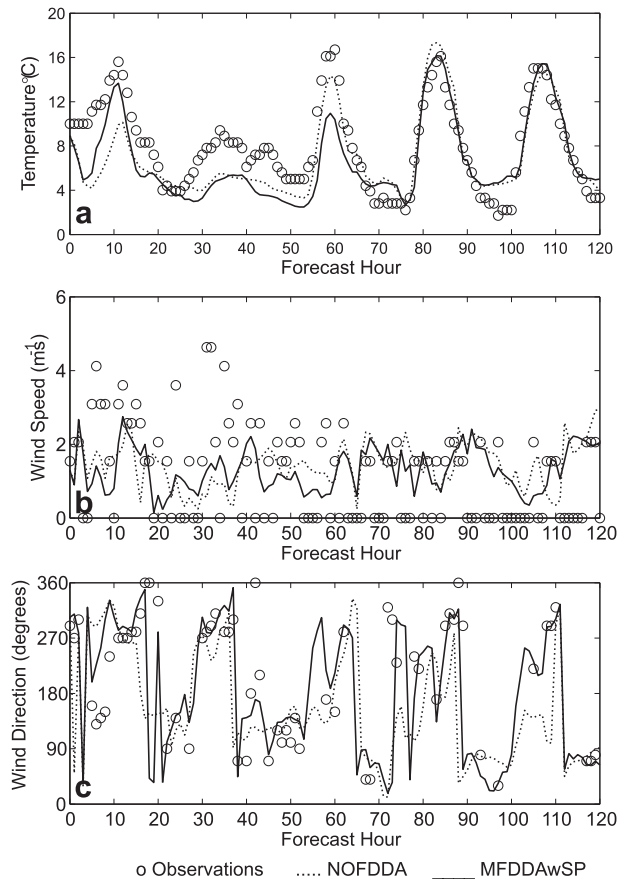 20
16
12
8
4
0
Temperature °(C)
a
0 10 20 30 40 50 60 70 80 90 100 110 120
Forecast Hour
6
4
2
0
Wind Speed (ms-1)
b
0 10 20 30 40 50 60 70 80 90 100 110 120
Forecast Hour
360
270
180
90
0
Wind Direction (degrees)
c
0 10 20 30 40 50 60 70 80 90 100 110 120
Forecast Hour
o Observations ..... NOFDDA ____ MFDDAwSP